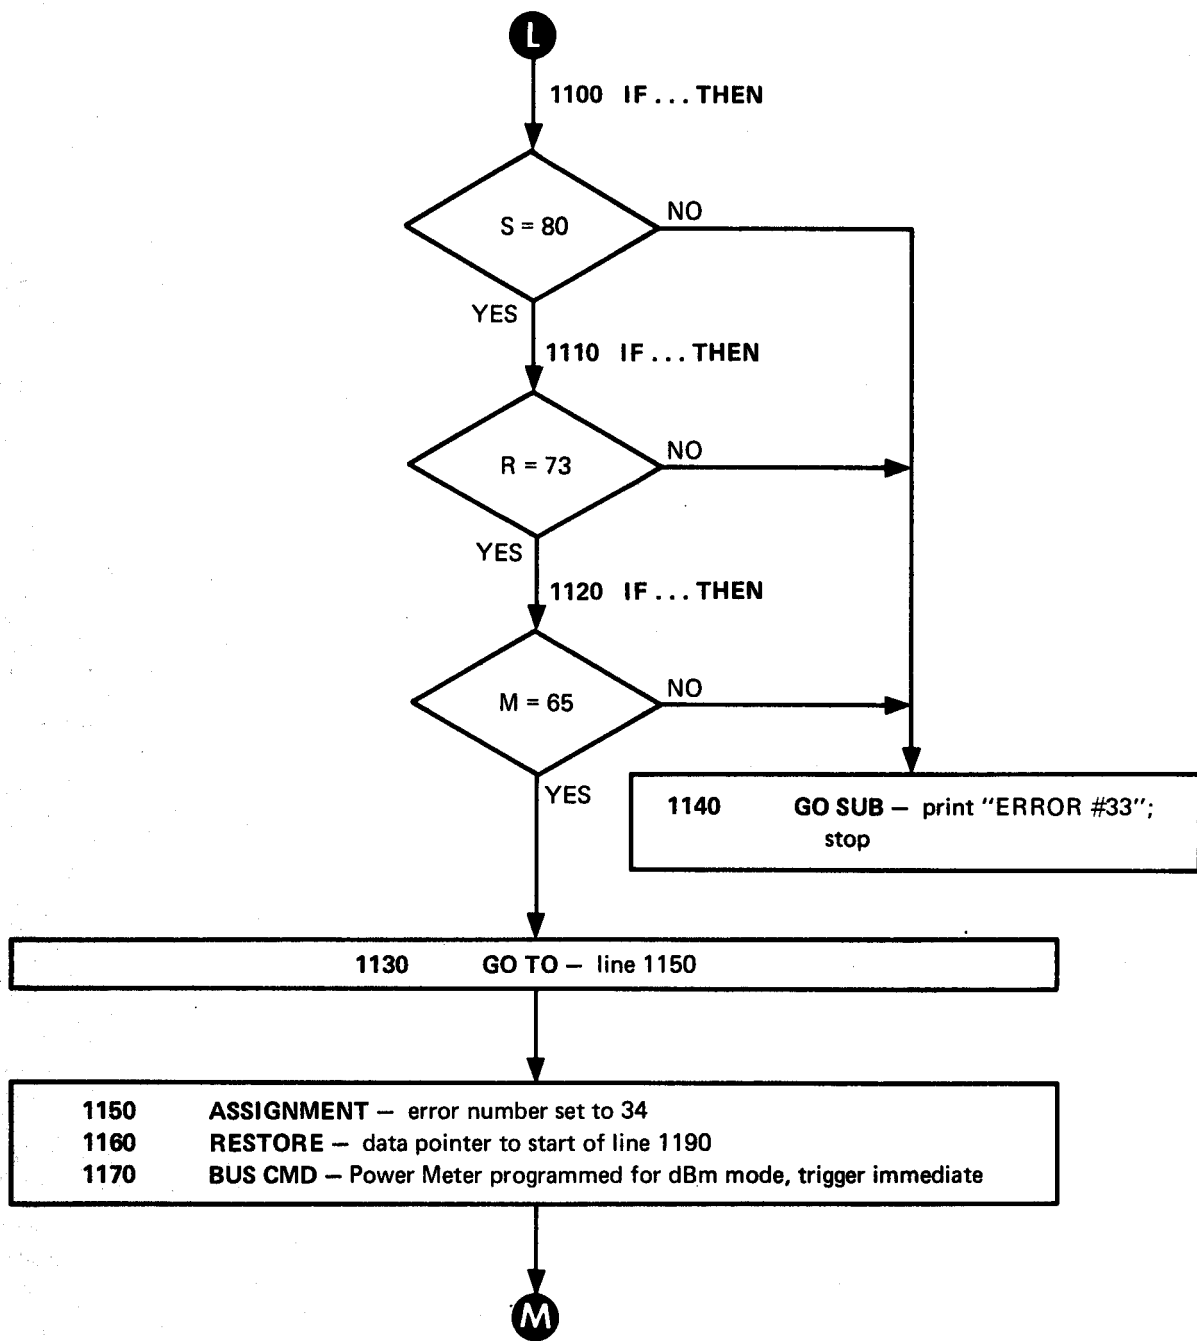 L
1100 IF . . . THEN
S = 80
NO
YES
1110 IF . . . THEN
R = 73
NO
YES
1120 IF . . . THEN
M = 65
NO
YES
1140 GO SUB – print “ERROR #33”;
stop
1130 GO TO – line 1150
1150 ASSIGNMENT – error number set to 34
1160 RESTORE – data pointer to start of line 1190
1170 BUS CMD – Power Meter programmed for dBm mode, trigger immediate
M